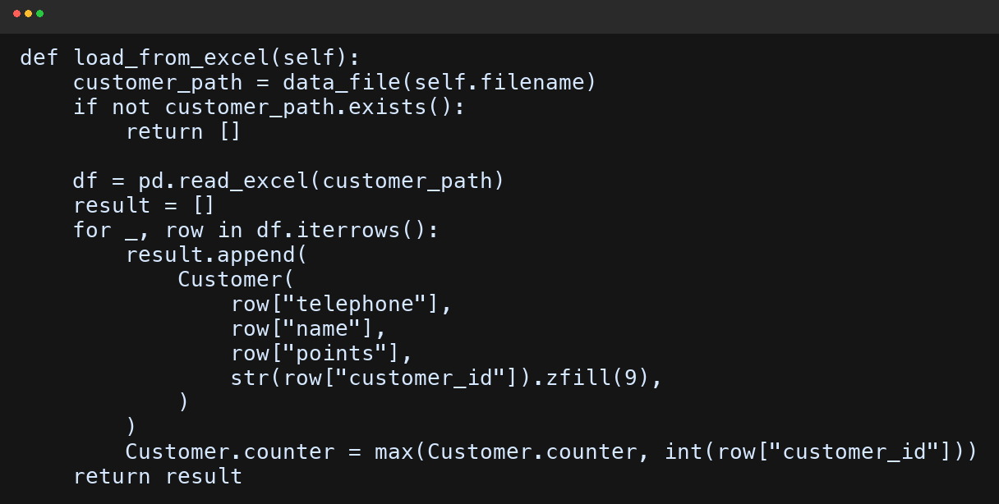 def load_from_excel(self):
    customer_path = data_file(self.filename)
    if not customer_path.exists():
        return []

    df = pd.read_excel(customer_path)
    result = []
    for _, row in df.iterrows():
        result.append(
            Customer(
                row["telephone"],
                row["name"],
                row["points"],
                str(row["customer_id"]).zfill(9),
            )
        )
        Customer.counter = max(Customer.counter, int(row["customer_id"]))
    return result